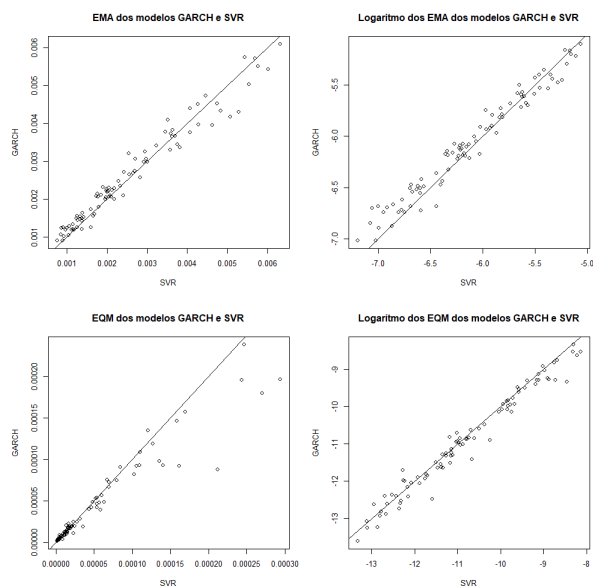 EMA dos modelos GARCH e SVR
GARCH
0.001 0.002 0.003 0.004 0.005 0.006
0.001 0.002 0.003 0.004 0.005 0.006
SVR
Logarítmo do EMA dos modelos GARCH e SVR
GARCH
-7.0 -6.5 -6.0 -5.5
-7.0 -6.5 -6.0 -5.5 -5.0
SVR
EQM dos modelos GARCH e SVR
GARCH
0.00000 0.00005 0.00010 0.00015 0.00020
0.00000 0.00005 0.00010 0.00015 0.00020 0.00025 0.00030
SVR
Logarítmo dos EQM dos modelos GARCH e SVR
GARCH
-13 -12 -11 -10 -9
-13 -12 -11 -10 -9 -8
SVR